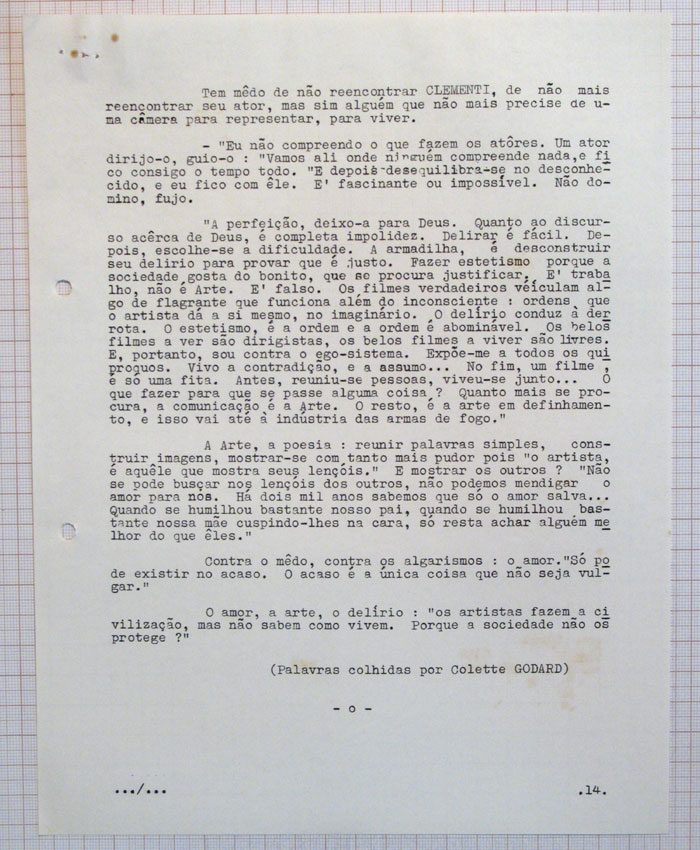 Tem mêdo de não reencontrar CLEMENTI, de não mais
reencontrar seu ator, mas sim alguém que não mais precise de u-
ma câmera para representar, para viver.
- "Eu não compreendo o que fazem os atôres. Um ator
dirijo-o, guio-o : "Vamos ali onde ninguém compreende nada,e fi
co consigo o tempo todo. "E depois desequilibra-se no desconhe-
cido, e eu fico com êle. E' fascinante ou impossível. Não do-
mino, fujo.
"A perfeição, deixo-a para Deus. Quanto ao discur-
so acêrca de Deus, é completa impolidez. Delirar é fácil. De-
pois, escolhe-se a dificuldade. A armadilha, é desconstruir
seu delírio para provar que é justo. Fazer estetismo porque a
sociedade gosta do bonito, que se procura justificar. E' traba
lho, não é Arte. E' falso. Os filmes verdadeiros veículam al-
go de flagrante que funciona além do inconsciente : ordens que
o artista dá a si mesmo, no imaginário. O delírio conduz à der
rota. O estetismo, é a ordem e a ordem é abominável. Os belos
filmes a ver são dirigistas, os belos filmes a viver são livres.
E, portanto, sou contra o ego-sistema. Expõe-me a todos os qui
proquos. Vivo a contradição, e a assumo... No fim, um filme ,
é só uma fita. Antes, reuniu-se pessoas, viveu-se junto... O
que fazer para que se passe alguma coisa ? Quanto mais se pro-
cura, a comunicação é a Arte. O resto, é a arte em definhamen-
to, e isso vai até à indústria das armas de fogo."
A Arte, a poesia : reunir palavras simples, cons-
truir imagens, mostrar-se com tanto mais pudor pois "o artista,
é aquêle que mostra seus lençóis." E mostrar os outros ? "Não
se pode buscar nos lençóis dos outros, não podemos mendigar o
amor para nos. Há dois mil anos sabemos que só o amor salva...
Quando se humilhou bastante nosso pai, quando se humilhou bas-
tante nossa mãe cuspindo-lhes na cara, só resta achar alguém me
lhor do que êles."
Contra o mêdo, contra os algarismos : o amor."Só po
de existir no acaso. O acaso é a única coisa que não seja vul-
gar."
O amor, a arte, o delírio : "os artistas fazem a ci
vilização, mas não sabem como vivem. Porque a sociedade não os
protege ?"
(Palavras colhidas por Colette GODARD)
- o -
.../... .14.